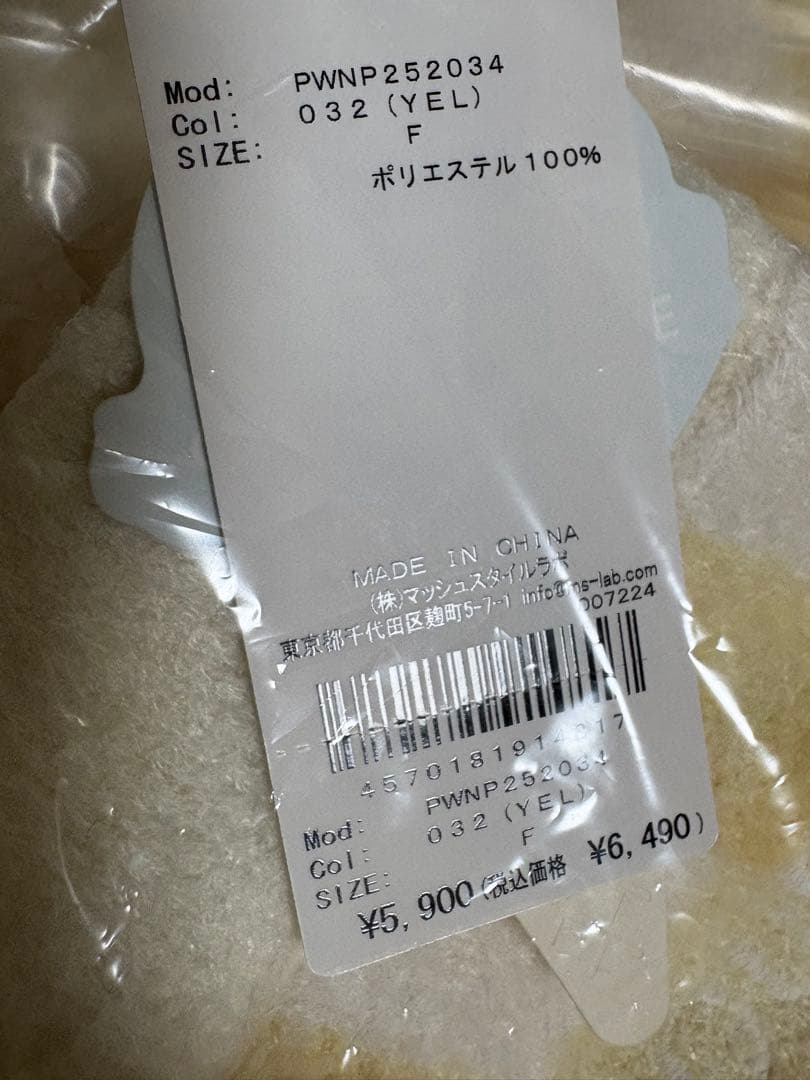 Mod: PWNP252034
Col: 032 (YEL)
SIZE: F
ポリエステル100%
E
MADE IN CHINA
(株)マッシュスタイルラボ
東京都千代田区麹町5-7-1 info@ms-lab.com
007224
4570181914817
Mod: PWNP252034
Col: 032 (YEL)
SIZE: F
¥5,900(税込価格 ¥6,490)